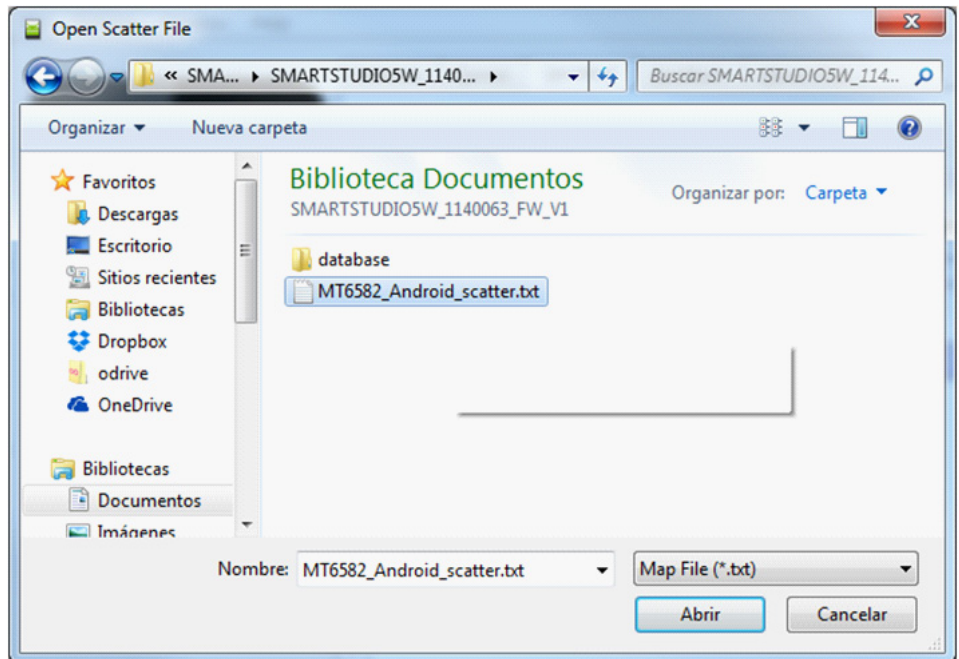 Open Scatter File
« SMA... ▸ SMARTSTUDIO5W_1140... ▸
Buscar SMARTSTUDIO5W_114...
Organizar
Nueva carpeta
Favoritos
Descargas
Escritorio
Sitios recientes
Bibliotecas
Dropbox
odrive
OneDrive
Bibliotecas
Documentos
Imágenes
Biblioteca Documentos
SMARTSTUDIO5W_1140063_FW_V1
Organizar por: Carpeta
database
MT6582_Android_scatter.txt
Nombre: MT6582_Android_scatter.txt
Map File (*.txt)
Abrir
Cancelar